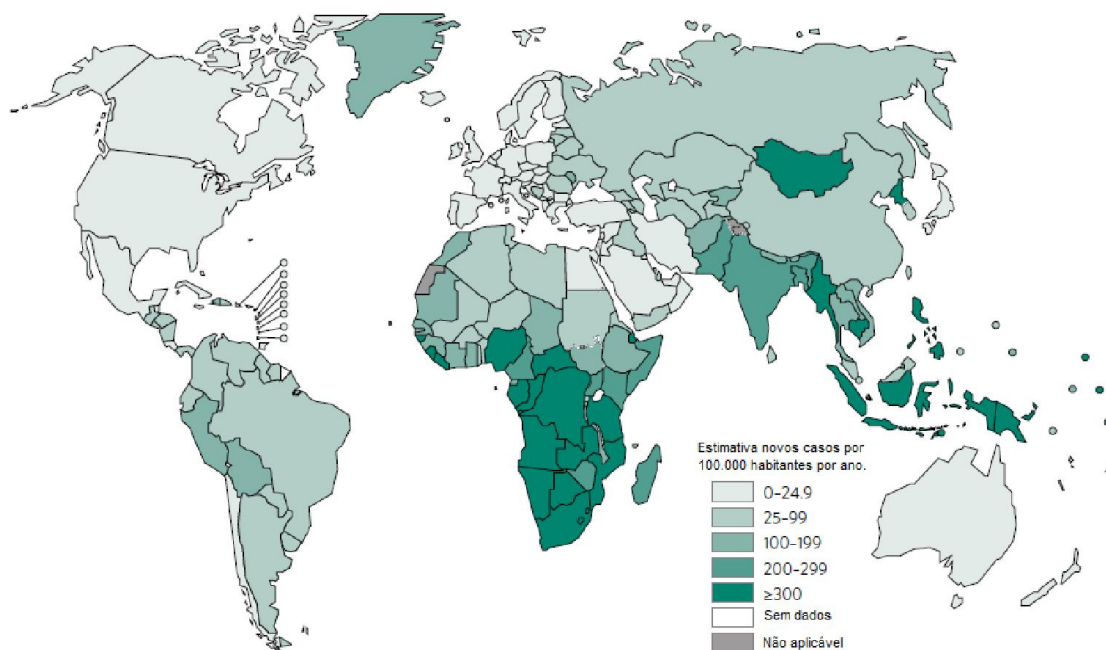 Estimativa novos casos por
100.000 habitantes por ano.
0–24.9
25–99
100–199
200–299
≥300
Sem dados
Não aplicável